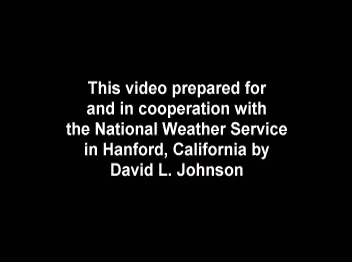 This video prepared for
and in cooperation with
the National Weather Service
in Hanford, California by
David L. Johnson